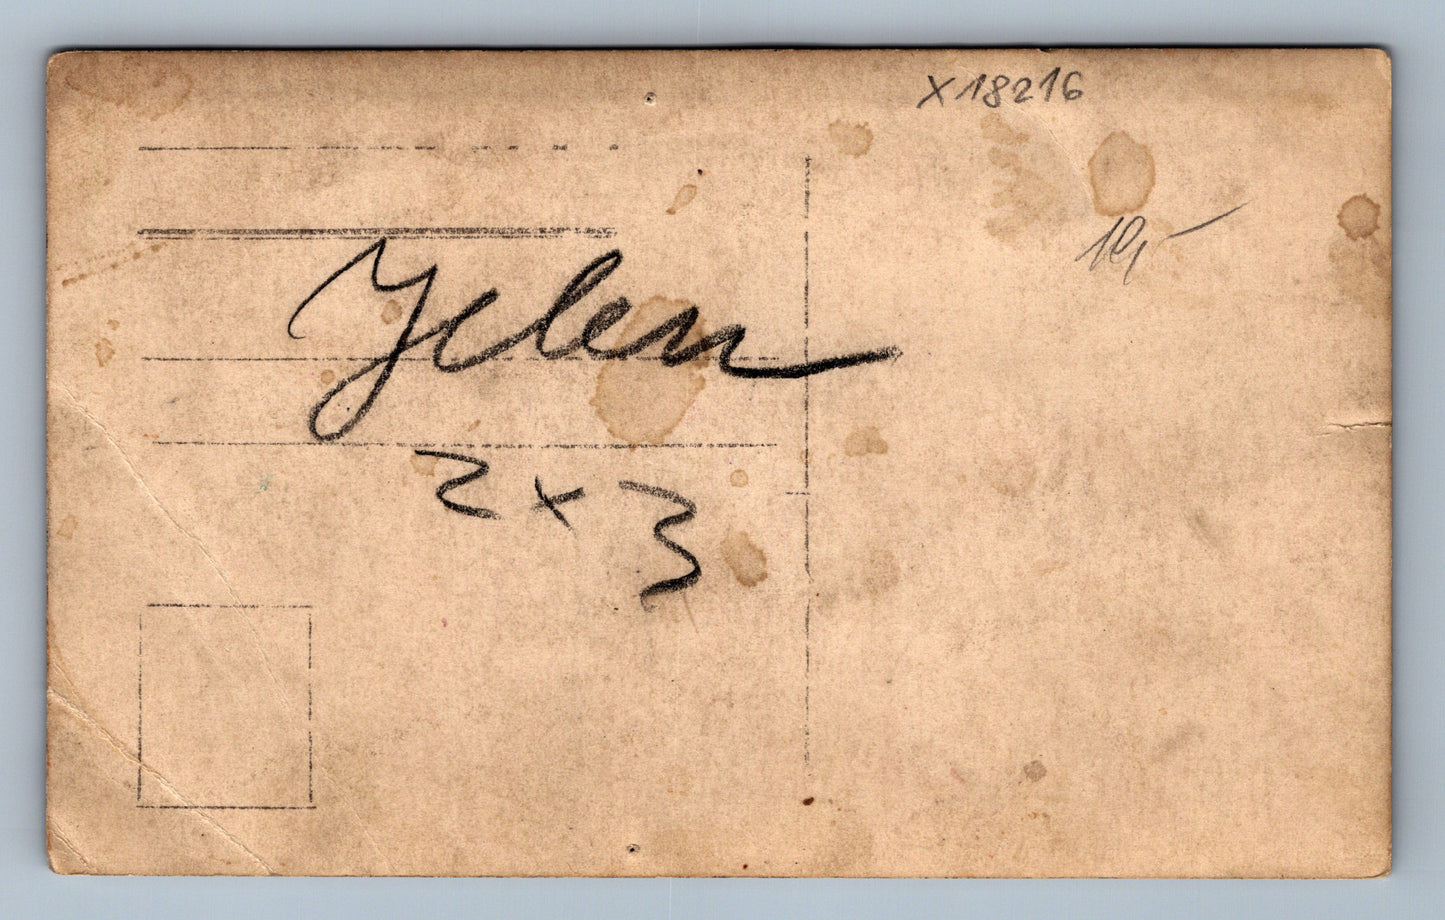 X18216
10,-
Jelen
2 x 3